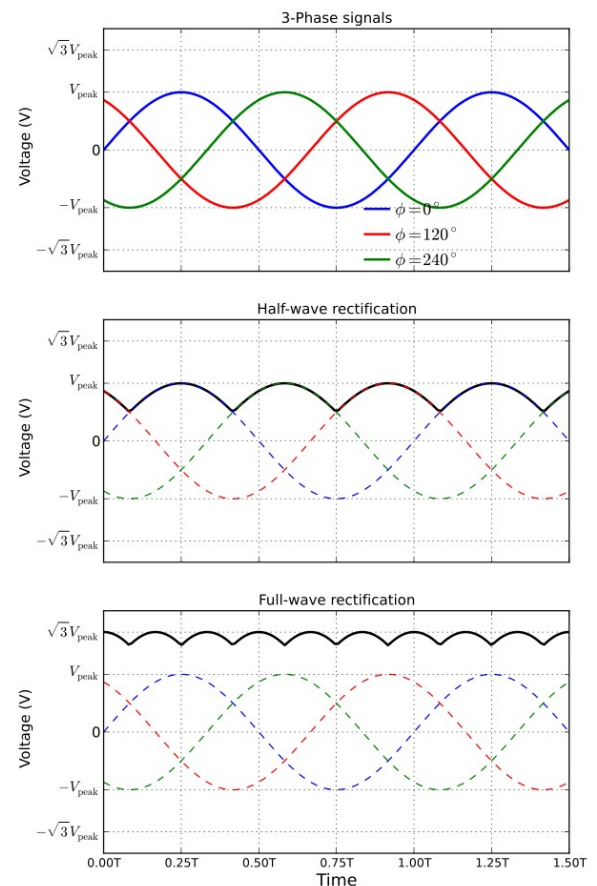 3-Phase signals
√3V_peak
V_peak
0
−V_peak
−√3V_peak
Voltage (V)
ϕ=0°
ϕ=120°
ϕ=240°
Half-wave rectification
√3V_peak
V_peak
0
−V_peak
−√3V_peak
Voltage (V)
Full-wave rectification
√3V_peak
V_peak
0
−V_peak
−√3V_peak
Voltage (V)
0.00T 0.25T 0.50T 0.75T 1.00T 1.25T 1.50T
Time